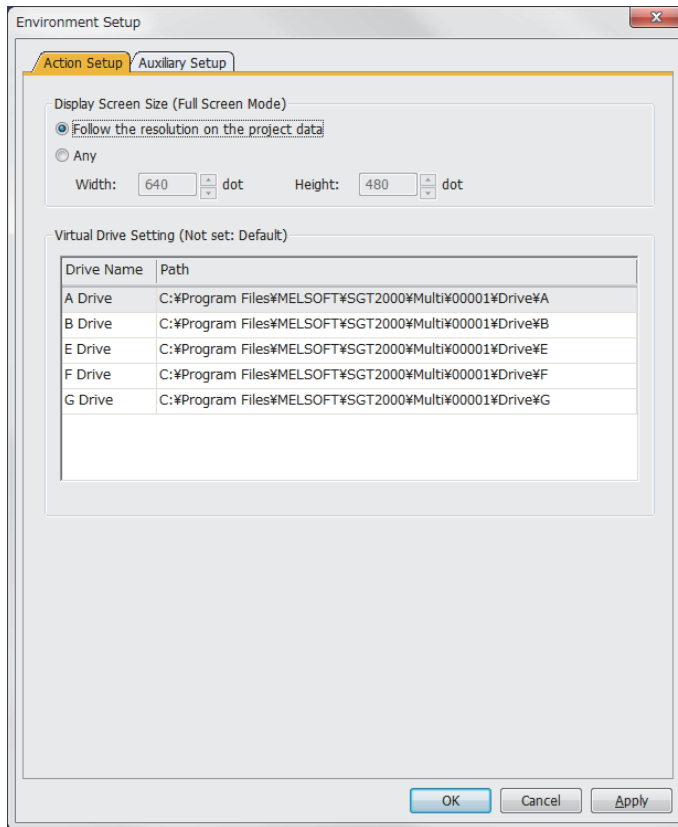 Environment Setup
Action Setup Auxiliary Setup
Display Screen Size (Full Screen Mode)
Follow the resolution on the project data
Any
Width: 640 dot Height: 480 dot
Virtual Drive Setting (Not set: Default)
Drive Name Path
A Drive C:¥Program Files¥MELSOFT¥SGT2000¥Multi¥00001¥Drive¥A
B Drive C:¥Program Files¥MELSOFT¥SGT2000¥Multi¥00001¥Drive¥B
E Drive C:¥Program Files¥MELSOFT¥SGT2000¥Multi¥00001¥Drive¥E
F Drive C:¥Program Files¥MELSOFT¥SGT2000¥Multi¥00001¥Drive¥F
G Drive C:¥Program Files¥MELSOFT¥SGT2000¥Multi¥00001¥Drive¥G
OK Cancel Apply